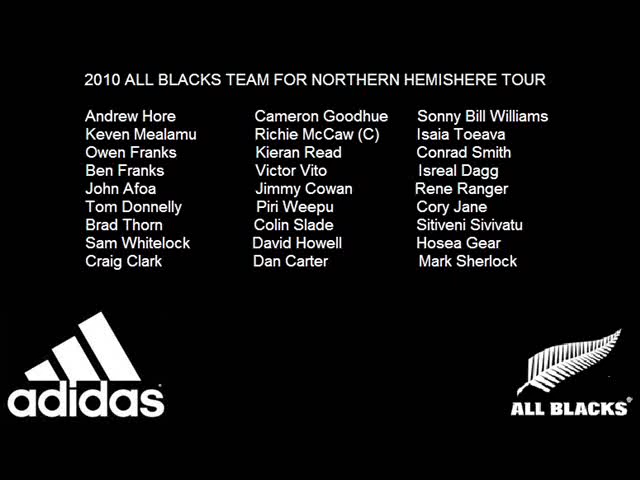 2010 ALL BLACKS TEAM FOR NORTHERN HEMISHERE TOUR
Andrew Hore
Keven Mealamu
Owen Franks
Ben Franks
John Afoa
Tom Donnelly
Brad Thorn
Sam Whitelock
Craig Clark
Cameron Goodhue
Richie McCaw (C)
Kieran Read
Victor Vito
Jimmy Cowan
Piri Weepu
Colin Slade
David Howell
Dan Carter
Sonny Bill Williams
Isaia Toeava
Conrad Smith
Isreal Dagg
Rene Ranger
Cory Jane
Sitiveni Sivivatu
Hosea Gear
Mark Sherlock
adidas
ALL BLACKS